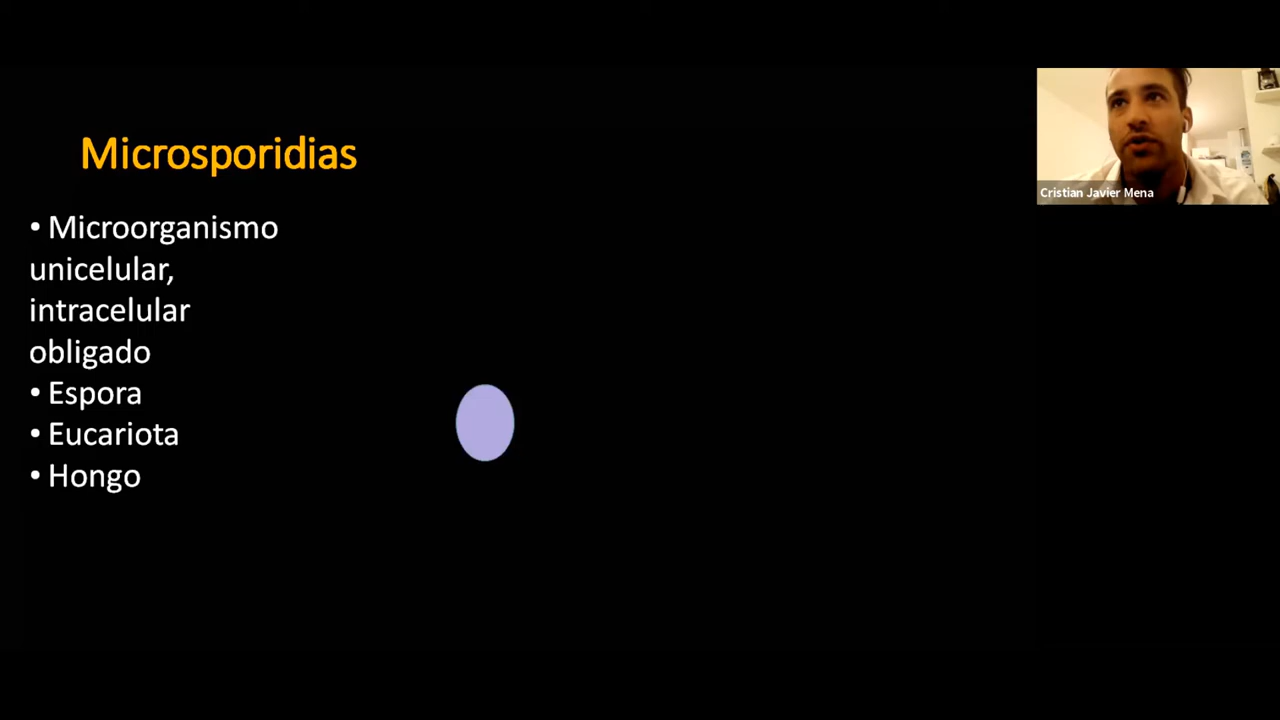 Microsporidias
• Microorganismo
unicelular,
intracelular
obligado
• Espora
• Eucariota
• Hongo
Cristian Javier Mena